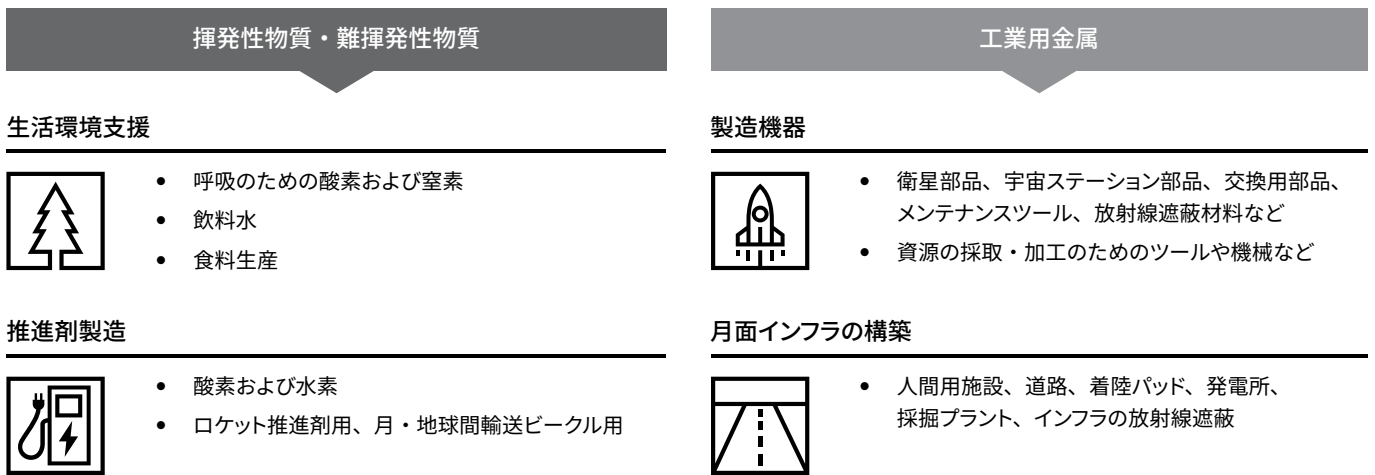 揮発性物質・難揮発性物質
生活環境支援
• 呼吸のための酸素および窒素
• 飲料水
• 食料生産
推進剤製造
• 酸素および水素
• ロケット推進剤用、月・地球間輸送ビークル用
工業用金属
製造機器
• 衛星部品、宇宙ステーション部品、交換用部品、
メンテナンスツール、放射線遮蔽材料など
• 資源の採取・加工のためのツールや機械など
月面インフラの構築
• 人間用施設、道路、着陸パッド、発電所、
採掘プラント、インフラの放射線遮蔽